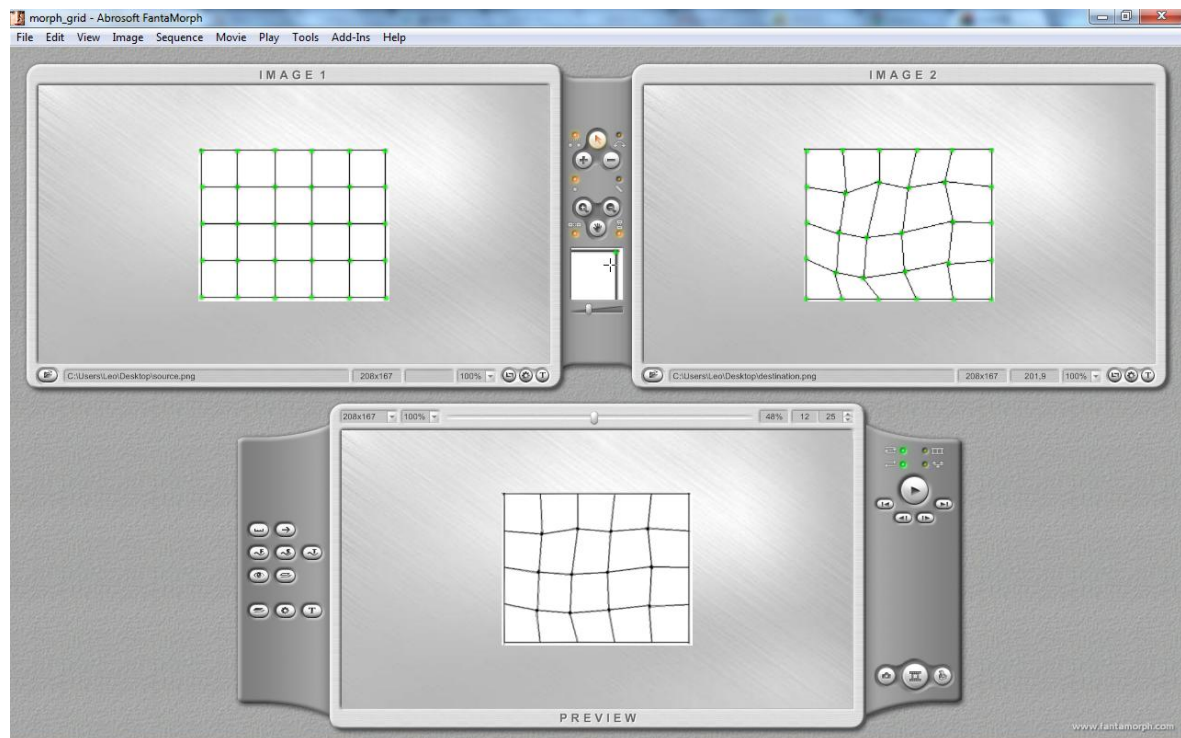 morph_grid - Abrosoft FantaMorph
File Edit View Image Sequence Movie Play Tools Add-Ins Help
IMAGE 1
IMAGE 2
C:\Users\Leo\Desktop\source.png 208x167 100% T
C:\Users\Leo\Desktop\destination.png 208x167 201,9 100% T
208x167 100% 48% 12 25
T
PREVIEW
www.fantamorph.com